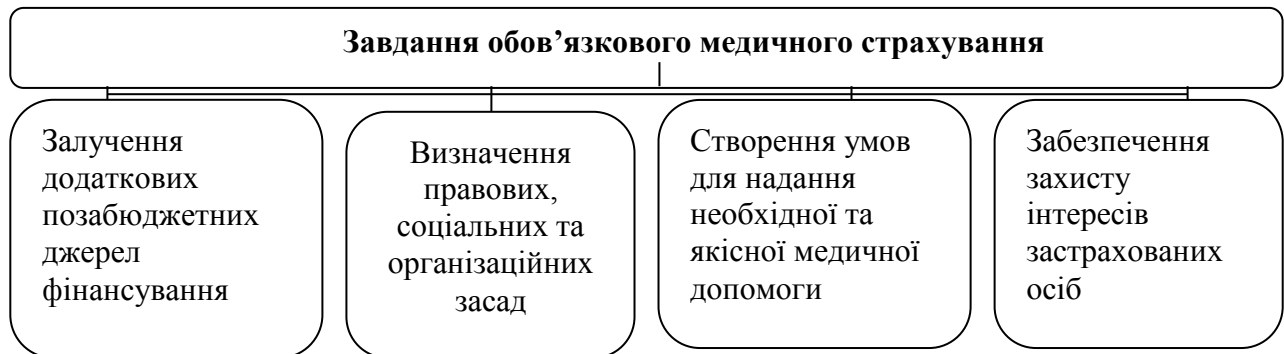 Завдання обов’язкового медичного страхування
Залучення
додаткових
позабюджетних
джерел
фінансування
Визначення
правових,
соціальних та
організаційних
засад
Створення умов
для надання
необхідної та
якісної медичної
допомоги
Забезпечення
захисту
інтересів
застрахованих
осіб